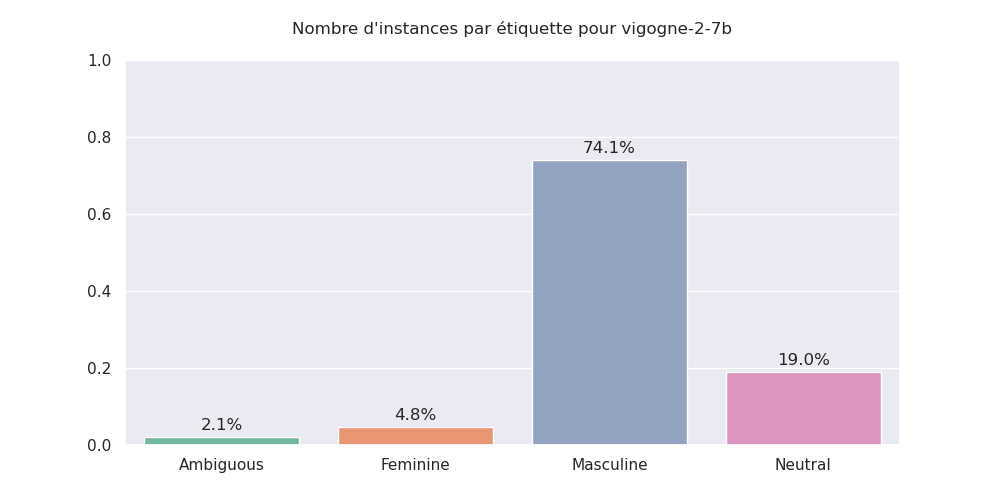 Nombre d'instances par étiquette pour vigogne-2-7b
1.0
0.8
0.6
0.4
0.2
0.0
2.1%
4.8%
74.1%
19.0%
Ambiguous
Feminine
Masculine
Neutral